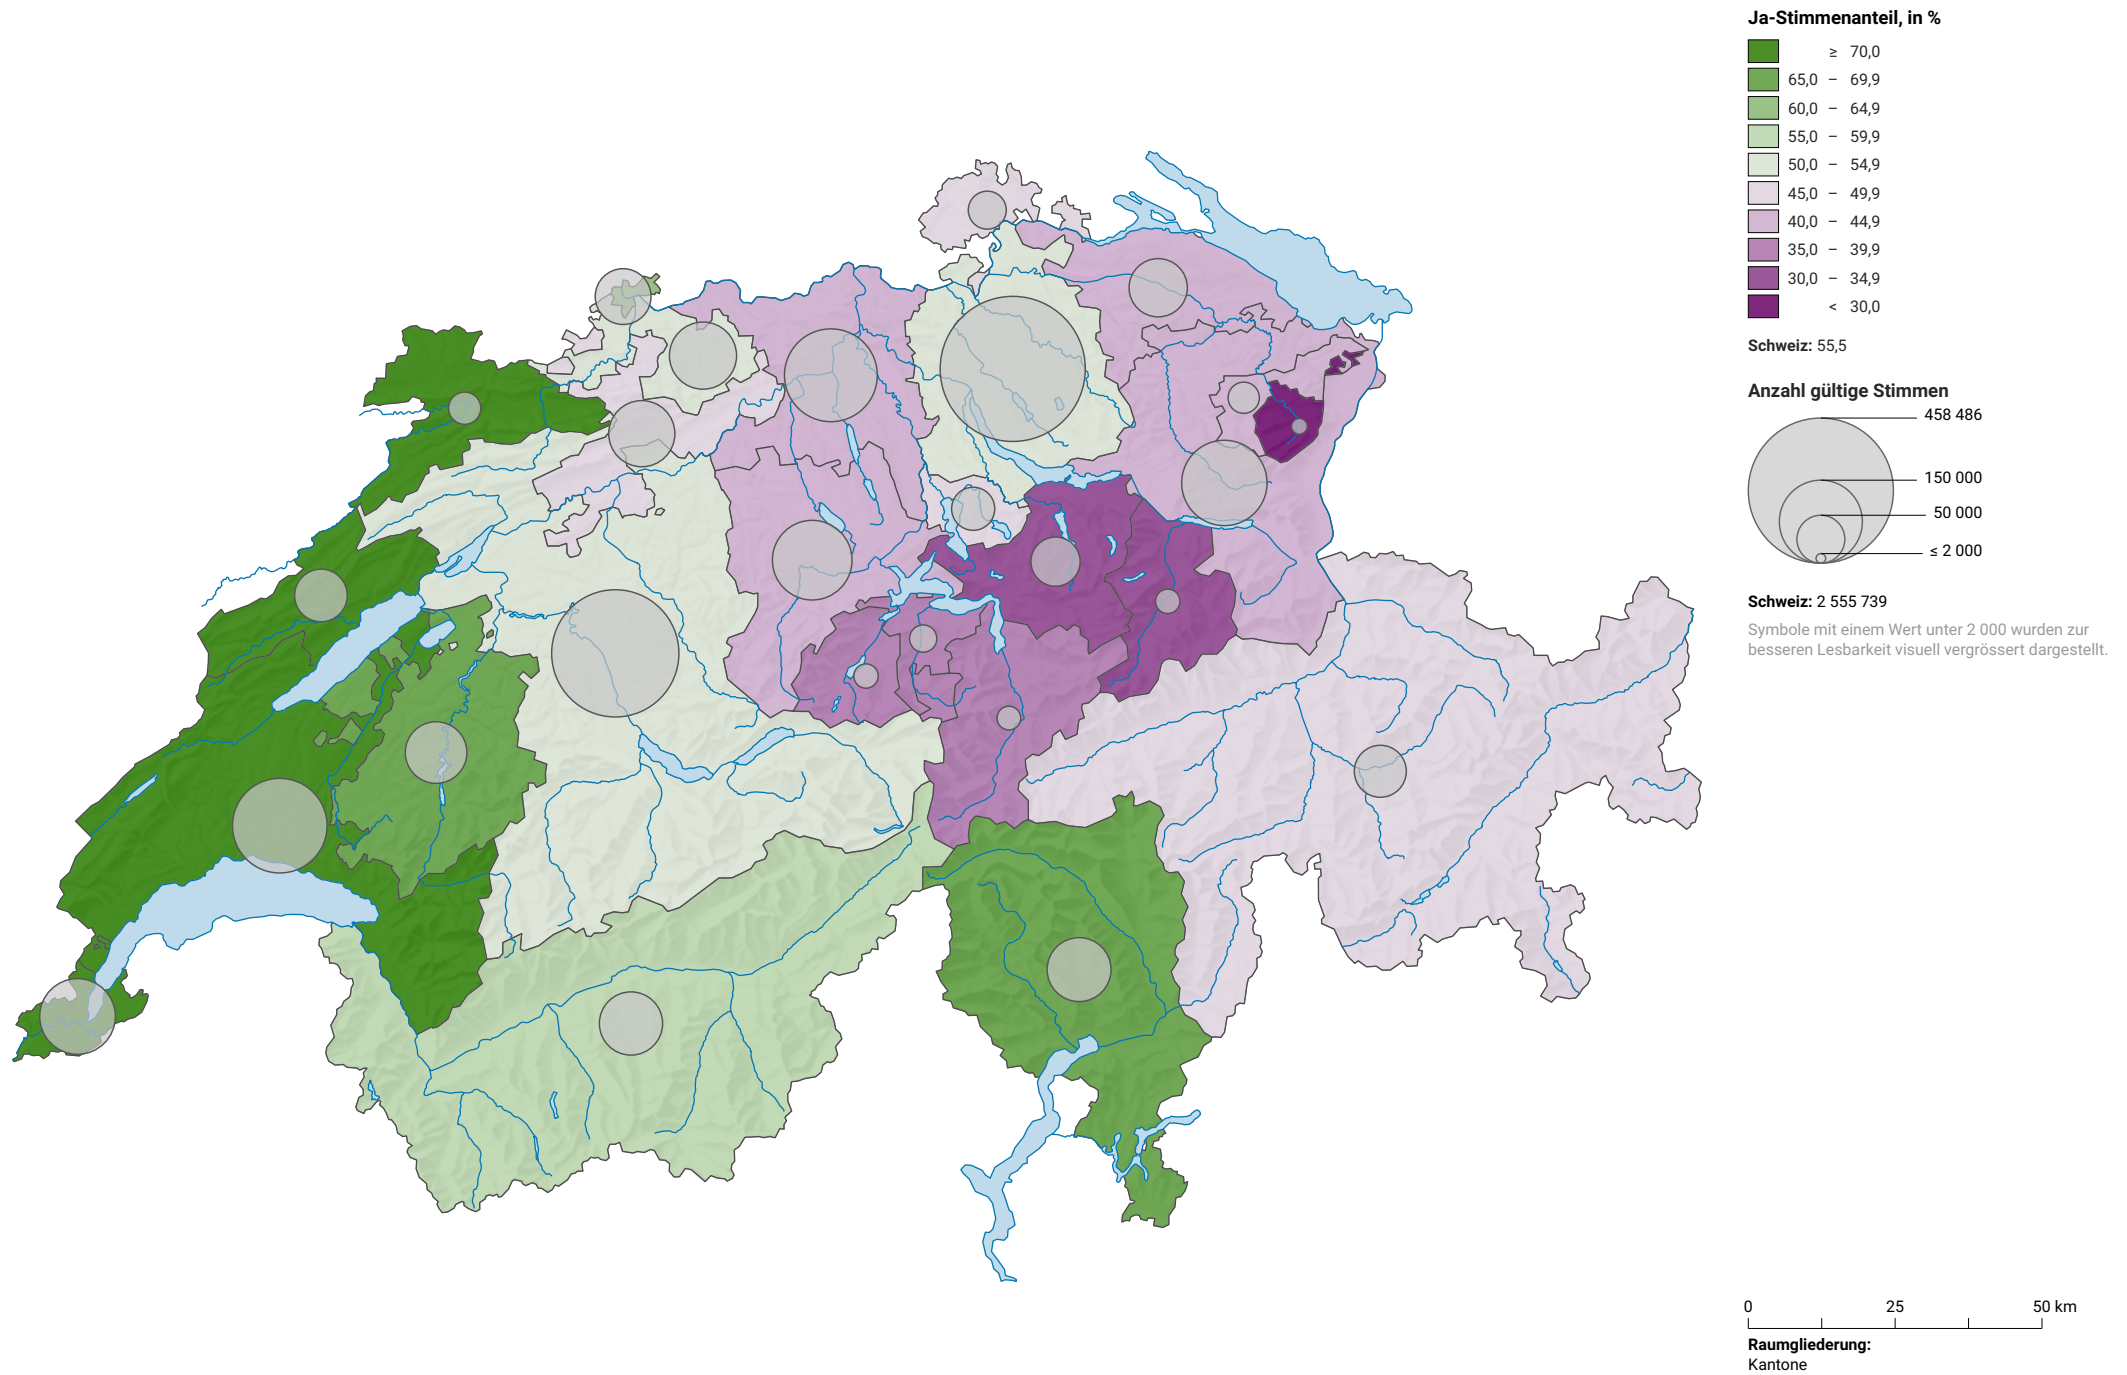 Ja-Stimmenanteil, in %
≥ 70,0
65,0 – 69,9
60,0 – 64,9
55,0 – 59,9
50,0 – 54,9
45,0 – 49,9
40,0 – 44,9
35,0 – 39,9
30,0 – 34,9
< 30,0
Schweiz: 55,5
Anzahl gültige Stimmen
458 486
150 000
50 000
≤ 2 000
Schweiz: 2 555 739
Symbole mit einem Wert unter 2 000 wurden zur
besseren Lesbarkeit visuell vergrössert dargestellt.
0 25 50 km
Raumgliederung:
Kantone